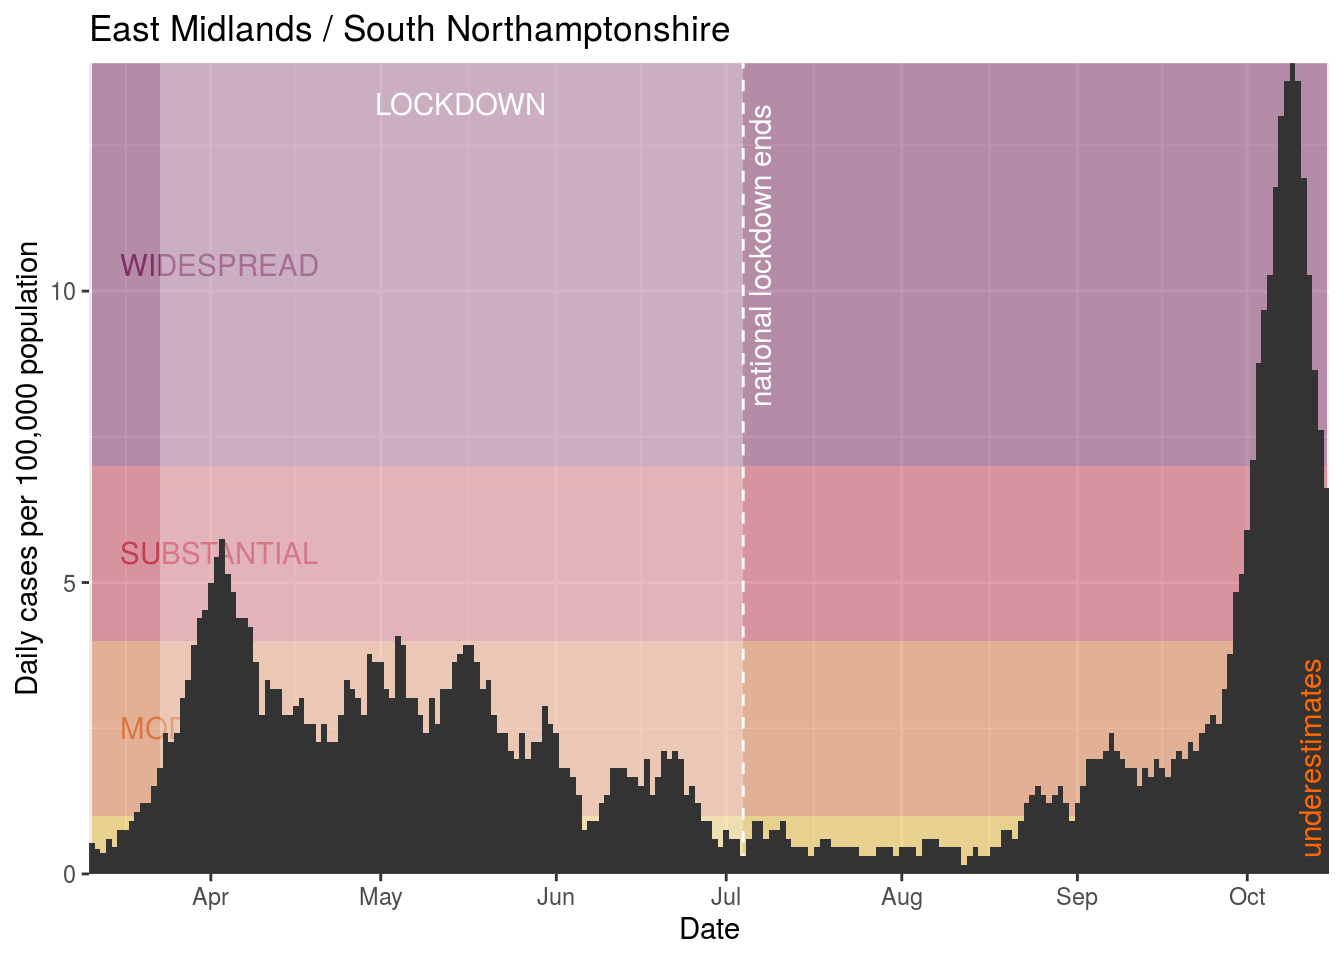 East Midlands / South Northamptonshire
LOCKDOWN
national lockdown ends
WIDESPREAD
SUBSTANTIAL
underestimates
Daily cases per 100,000 population
10
5
0
Apr
May
Jun
Jul
Aug
Sep
Oct
Date